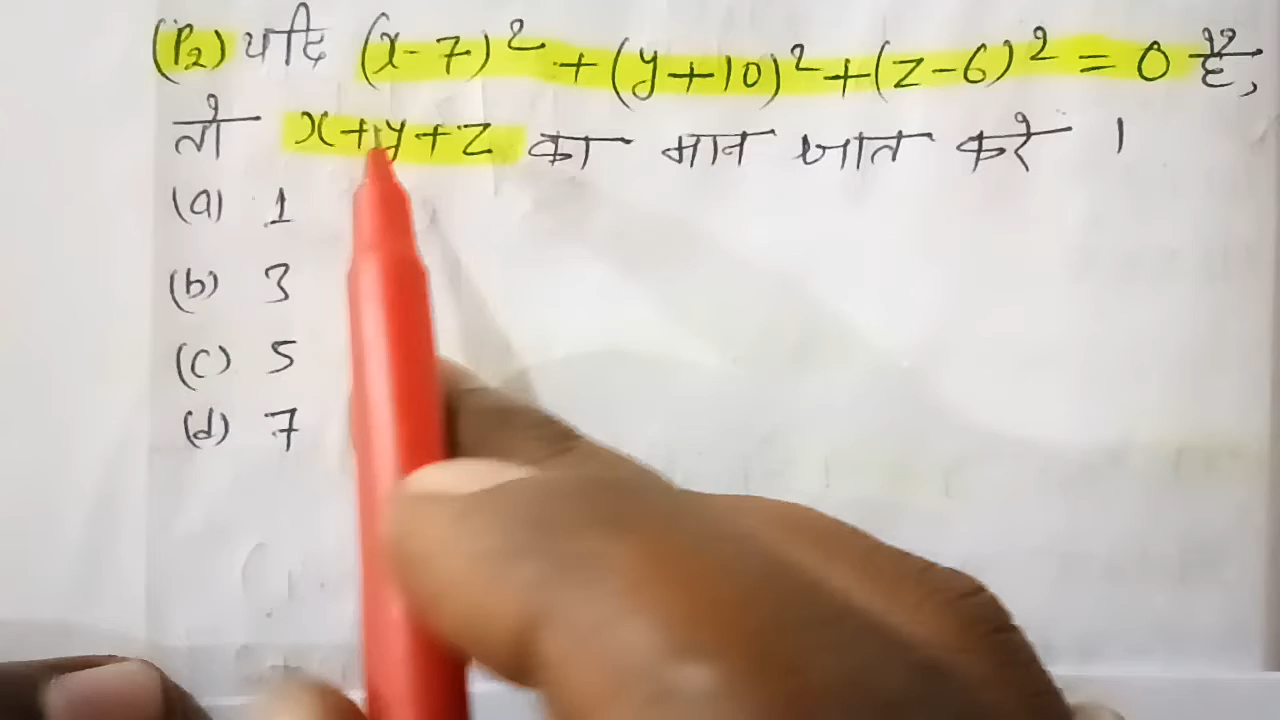 (P2) यदि (x-7)² + (y+10)² + (z-6)² = 0 है,
तो x+y+z का मान ज्ञात करे ।
(a) 1
(b) 3
(c) 5
(d) 7